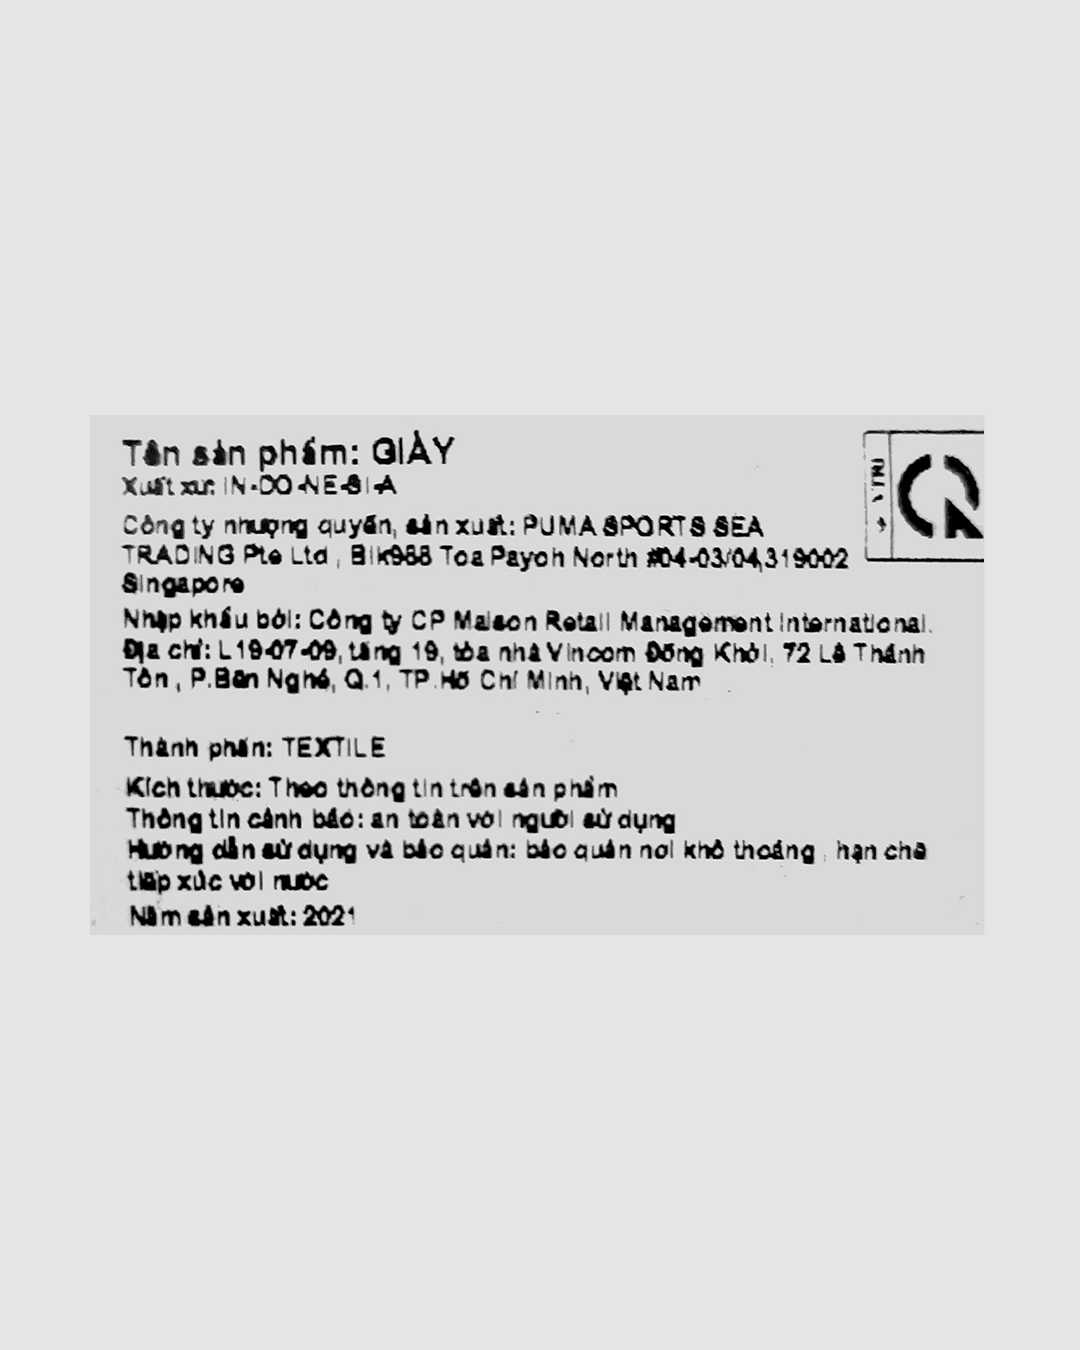 Tên sản phẩm: GIÀY
Xuất xứ: IN-DO-NE-SI-A
Công ty nhượng quyền, sản xuất: PUMA SPORTS SEA
TRADING Pte Ltd , Blk988 Toa Payoh North #04-03/04,319002
Singapore
Nhập khẩu bởi: Công ty CP Maison Retail Management International.
Địa chỉ: L19-07-09, tầng 19, tòa nhà Vincom Đồng Khởi, 72 Lê Thánh
Tôn , P.Bến Nghé, Q.1, TP.Hồ Chí Minh, Việt Nam
Thành phần: TEXTILE
Kích thước: Theo thông tin trên sản phẩm
Thông tin cảnh báo: an toàn với người sử dụng
Hướng dẫn sử dụng và bảo quản: bảo quản nơi khô thoáng , hạn chế
tiếp xúc với nước
Năm sản xuất: 2021